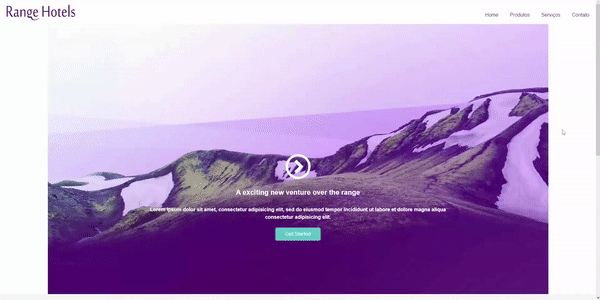 Range Hotels
Home Produtos Serviços Contato
A exciting new venture over the range
Lorem ipsum dolor sit amet, consectetur adipisicing elit, sed do eiusmod tempor incididunt ut labore et dolore magna aliqua
consectetur adipisicing elit.
Get Started